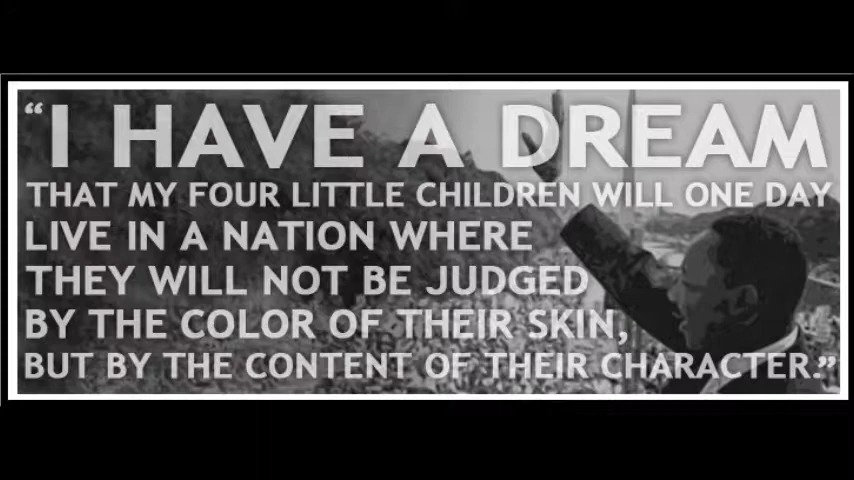 “I HAVE A DREAM
THAT MY FOUR LITTLE CHILDREN WILL ONE DAY
LIVE IN A NATION WHERE
THEY WILL NOT BE JUDGED
BY THE COLOR OF THEIR SKIN,
BUT BY THE CONTENT OF THEIR CHARACTER.”